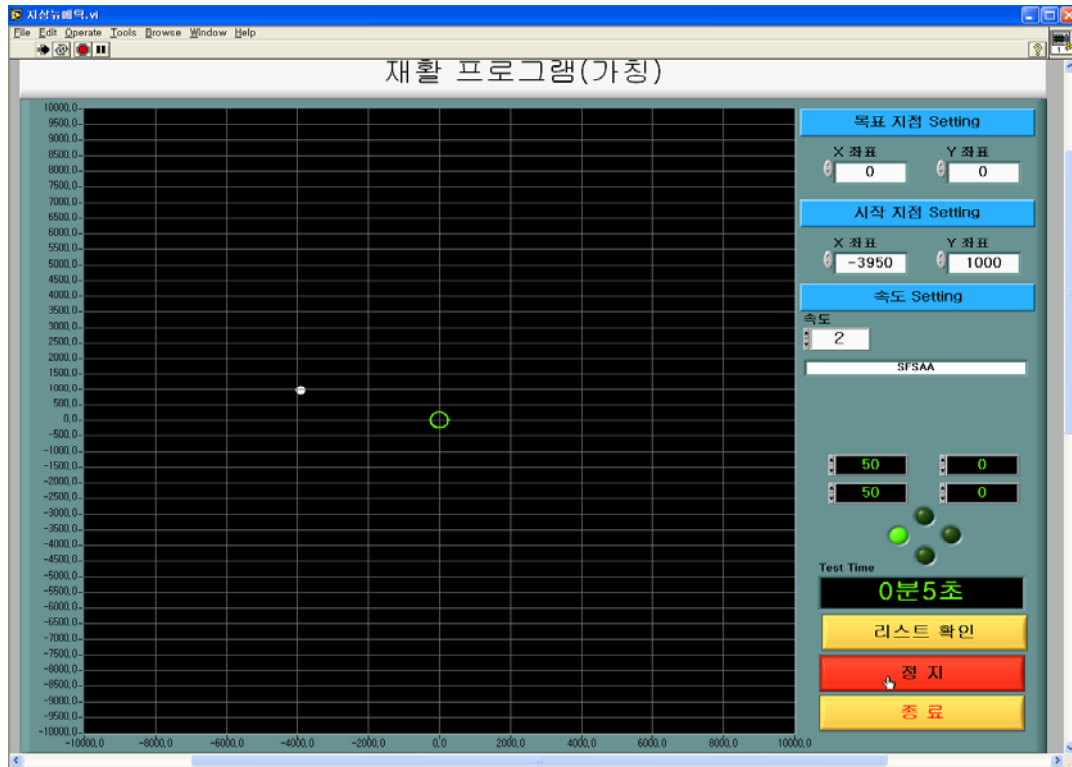 지상뉴메틱.vi
File Edit Operate Tools Browse Window Help
1
재활 프로그램(가칭)
10000,0
9500,0
9000,0
8500,0
8000,0
7500,0
7000,0
6500,0
6000,0
5500,0
5000,0
4500,0
4000,0
3500,0
3000,0
2500,0
2000,0
1500,0
1000,0
500,0
0,0
-500,0
-1000,0
-1500,0
-2000,0
-2500,0
-3000,0
-3500,0
-4000,0
-4500,0
-5000,0
-5500,0
-6000,0
-6500,0
-7000,0
-7500,0
-8000,0
-8500,0
-9000,0
-9500,0
-10000,0
-10000,0 -8000,0 -6000,0 -4000,0 -2000,0 0,0 2000,0 4000,0 6000,0 8000,0 10000,0
목표 지점 Setting
X 좌표 Y 좌표
0 0
시작 지점 Setting
X 좌표 Y 좌표
-3950 1000
속도 Setting
속도
2
SFSAA
50 0
50 0
Test Time
0분5초
리스트 확인
정 지
종 료